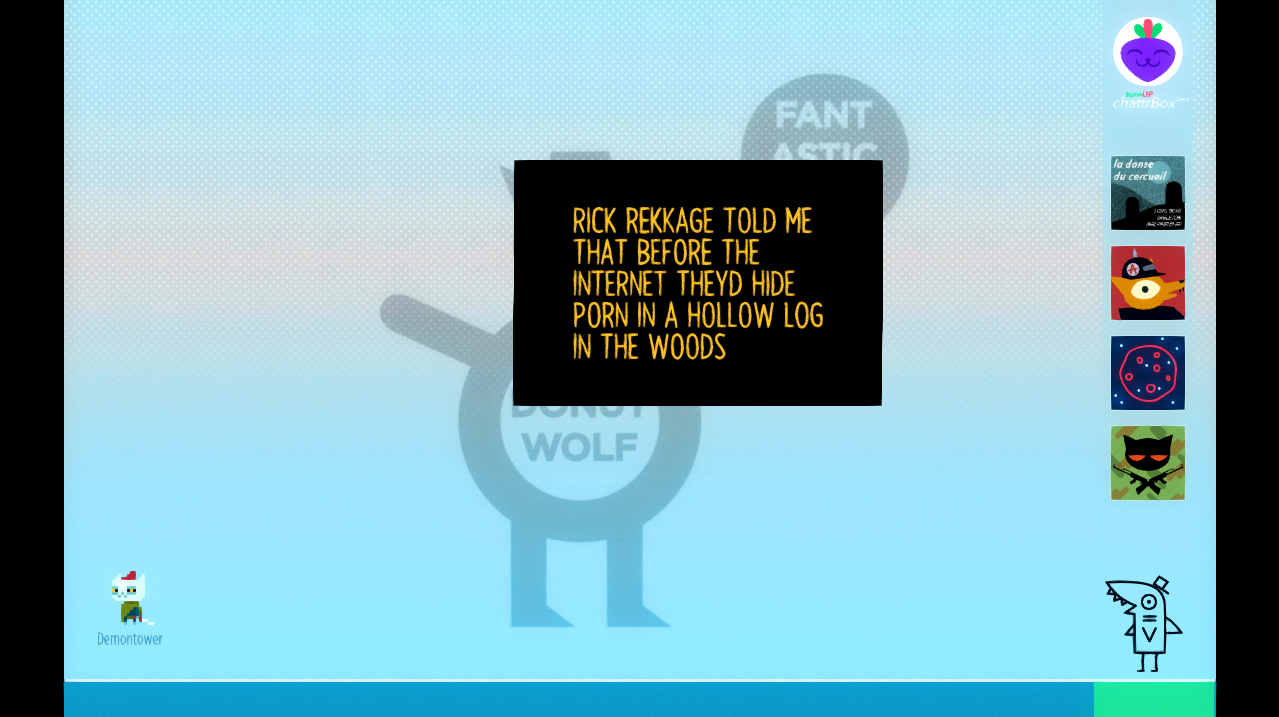 FANT
ASTIC
RICK REKKAGE TOLD ME
THAT BEFORE THE
INTERNET THEYD HIDE
PORN IN A HOLLOW LOG
IN THE WOODS
DONUT
WOLF
turnUP
chattrBox
la danse
du cercueil
Demontower